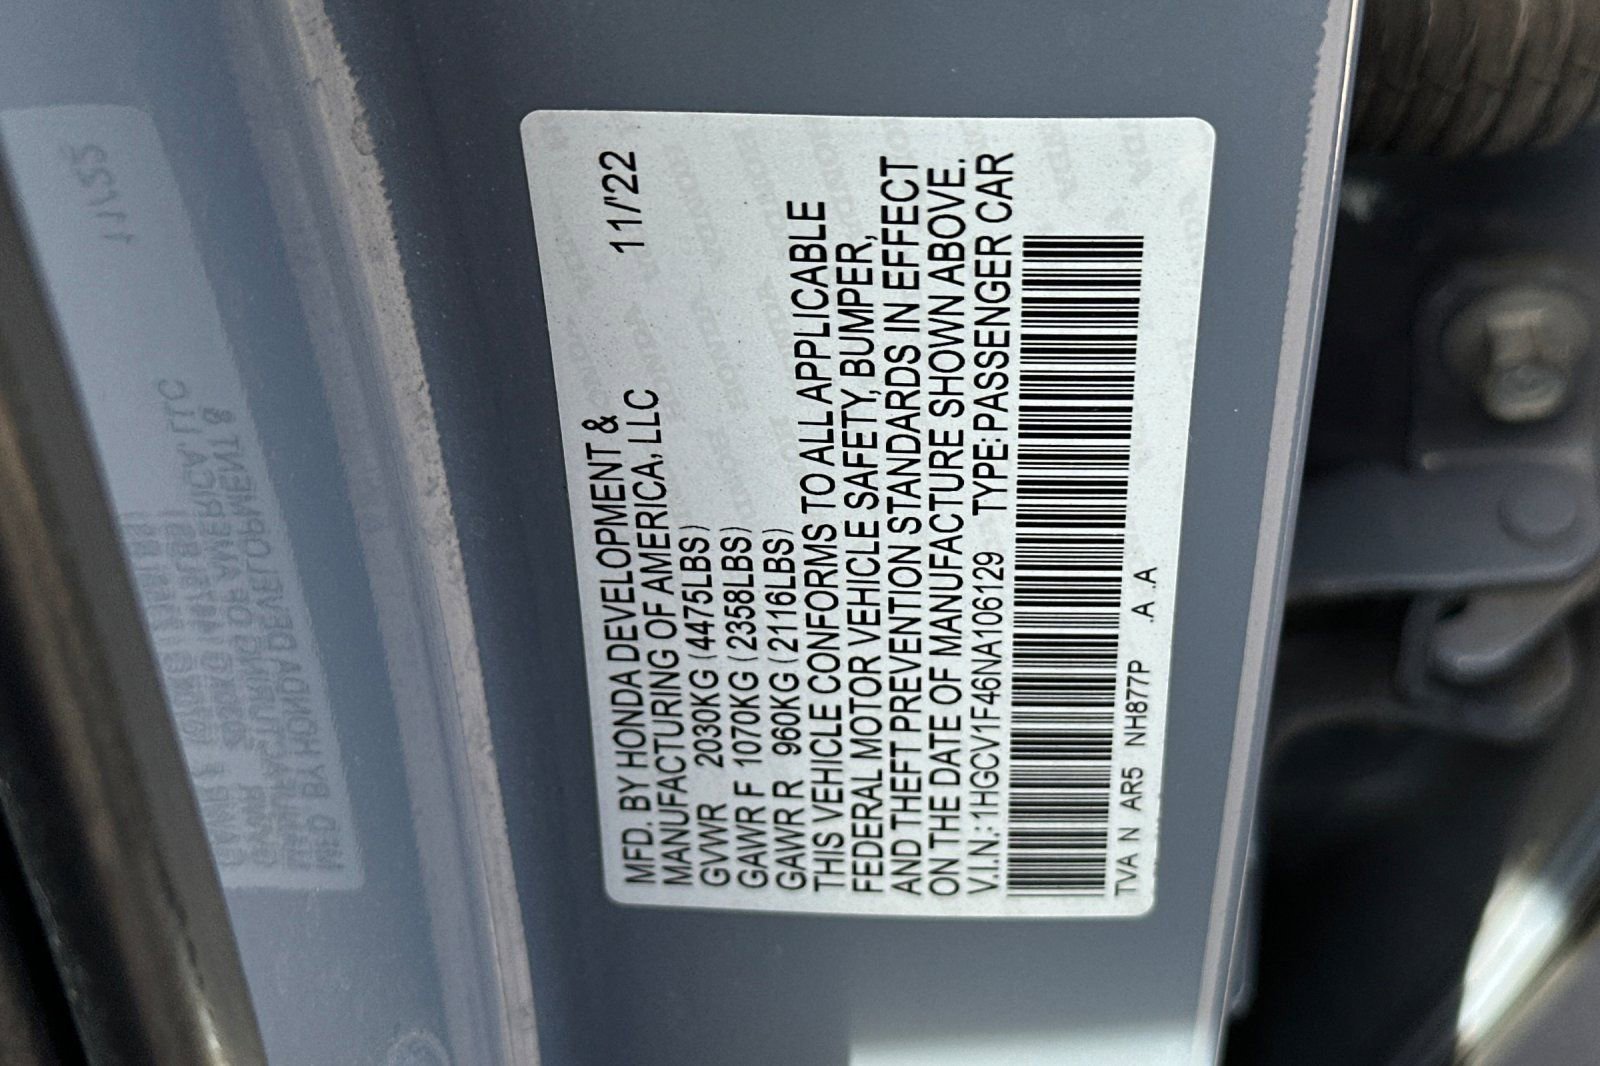 MFD. BY HONDA DEVELOPMENT &
MANUFACTURING OF AMERICA, LLC 11/'22
GVWR 2030KG (4475LBS)
GAWR F 1070KG (2358LBS)
GAWR R 960KG (2116LBS)
THIS VEHICLE CONFORMS TO ALL APPLICABLE
FEDERAL MOTOR VEHICLE SAFETY, BUMPER,
AND THEFT PREVENTION STANDARDS IN EFFECT
ON THE DATE OF MANUFACTURE SHOWN ABOVE.
V.I.N.: 1HGCV1F46NA106129 TYPE: PASSENGER CAR
TVA N AR5 NH877P .A .A